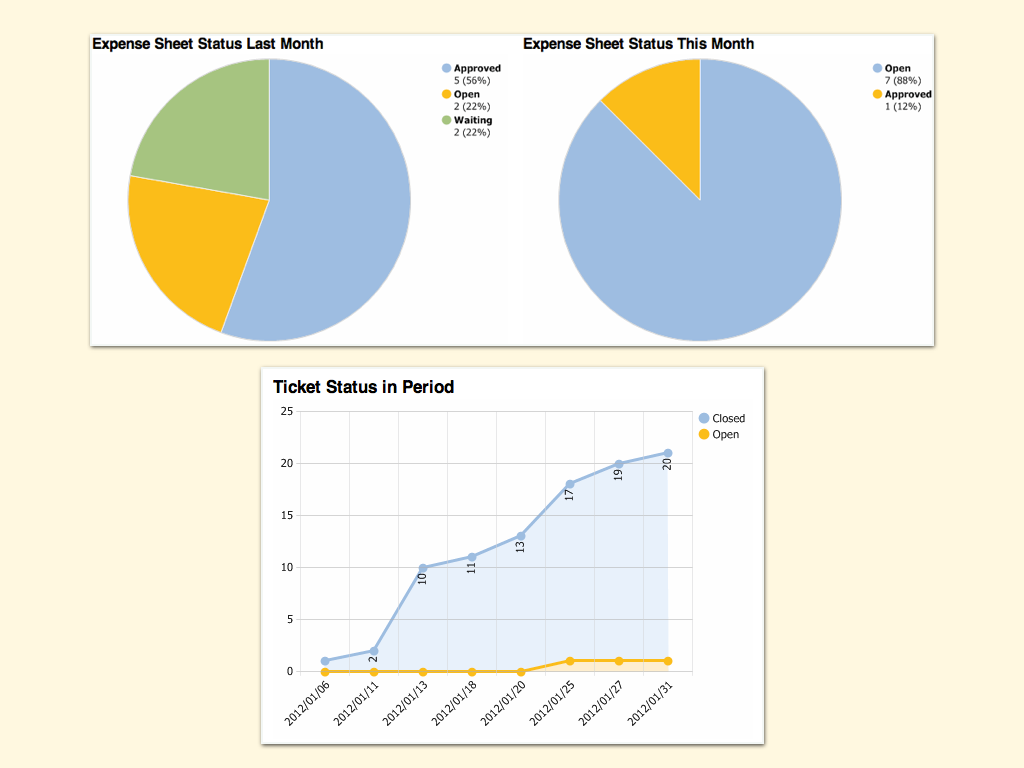 Expense Sheet Status Last Month
Approved
5 (56%)
Open
2 (22%)
Waiting
2 (22%)
Expense Sheet Status This Month
Open
7 (88%)
Approved
1 (12%)
Ticket Status in Period
25
20
15
10
5
0
2
10
11
13
17
19
20
2012/01/06
2012/01/11
2012/01/13
2012/01/18
2012/01/20
2012/01/25
2012/01/27
2012/01/31
Closed
Open